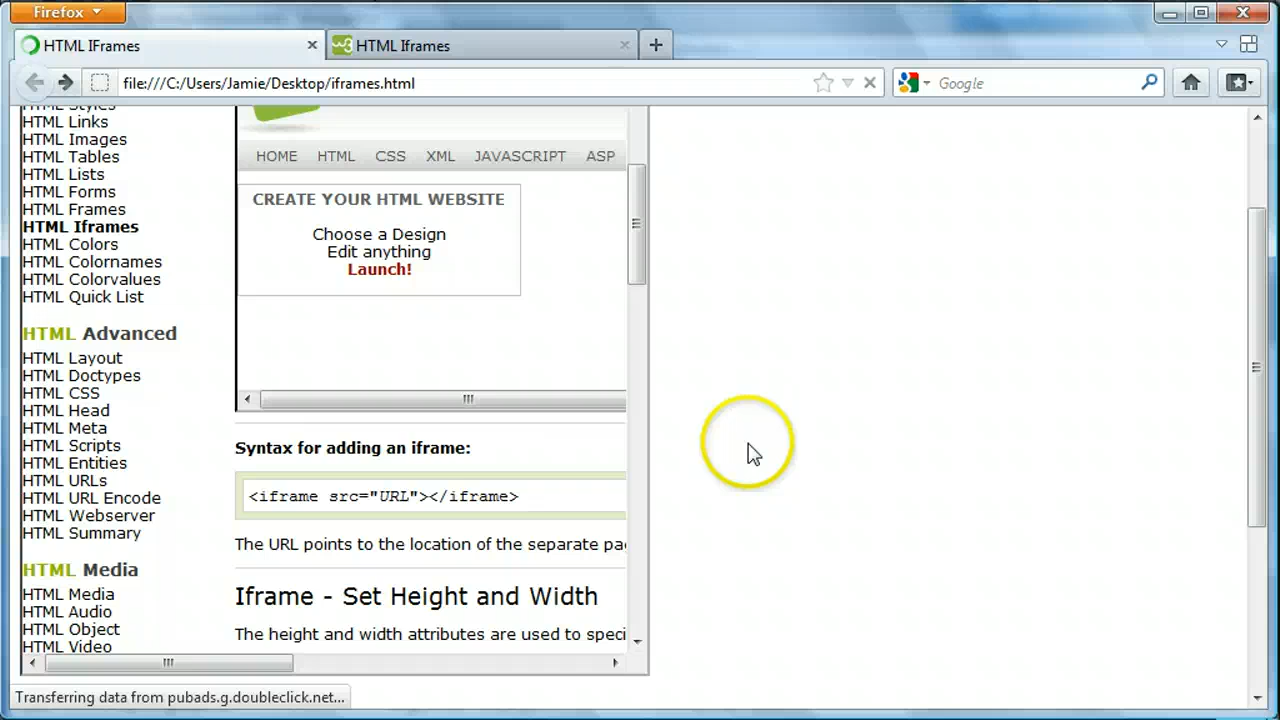 Firefox
HTML IFrames
HTML Iframes
file:///C:/Users/Jamie/Desktop/iframes.html
Google
HTML Styles
HTML Links
HTML Images
HTML Tables
HTML Lists
HTML Forms
HTML Frames
HTML Iframes
HTML Colors
HTML Colornames
HTML Colorvalues
HTML Quick List
HTML Advanced
HTML Layout
HTML Doctypes
HTML CSS
HTML Head
HTML Meta
HTML Scripts
HTML Entities
HTML URLs
HTML URL Encode
HTML Webserver
HTML Summary
HTML Media
HTML Media
HTML Audio
HTML Object
HTML Video
HOME HTML CSS XML JAVASCRIPT ASP
CREATE YOUR HTML WEBSITE
Choose a Design
Edit anything
Launch!
Syntax for adding an iframe:
<iframe src="URL"></iframe>
The URL points to the location of the separate pa
Iframe - Set Height and Width
The height and width attributes are used to speci
Transferring data from pubads.g.doubleclick.net...